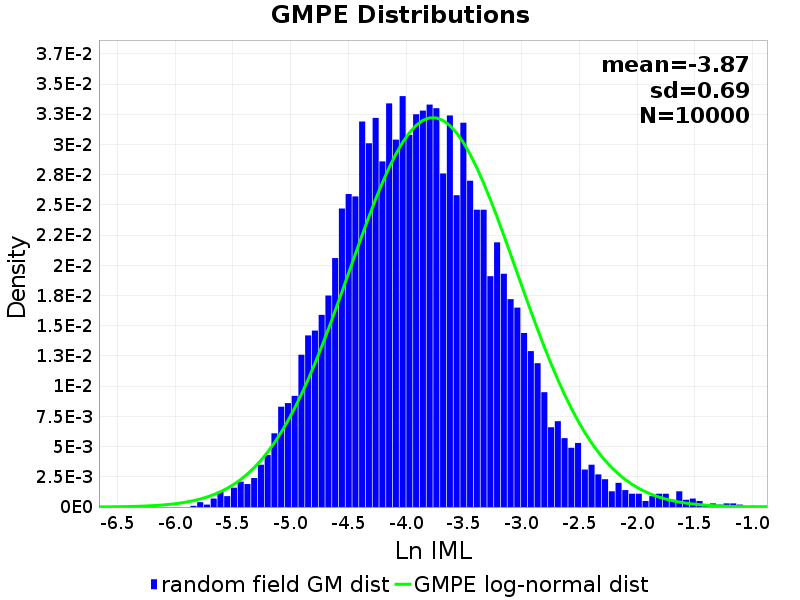 GMPE Distributions
mean=-3.87
sd=0.69
N=10000
Density
3.7E-2
3.5E-2
3.3E-2
3E-2
2.8E-2
2.5E-2
2.3E-2
2E-2
1.8E-2
1.5E-2
1.3E-2
1E-2
7.5E-3
5E-3
2.5E-3
0E0
-6.5 -6.0 -5.5 -5.0 -4.5 -4.0 -3.5 -3.0 -2.5 -2.0 -1.5 -1.0
Ln IML
random field GM dist GMPE log-normal dist